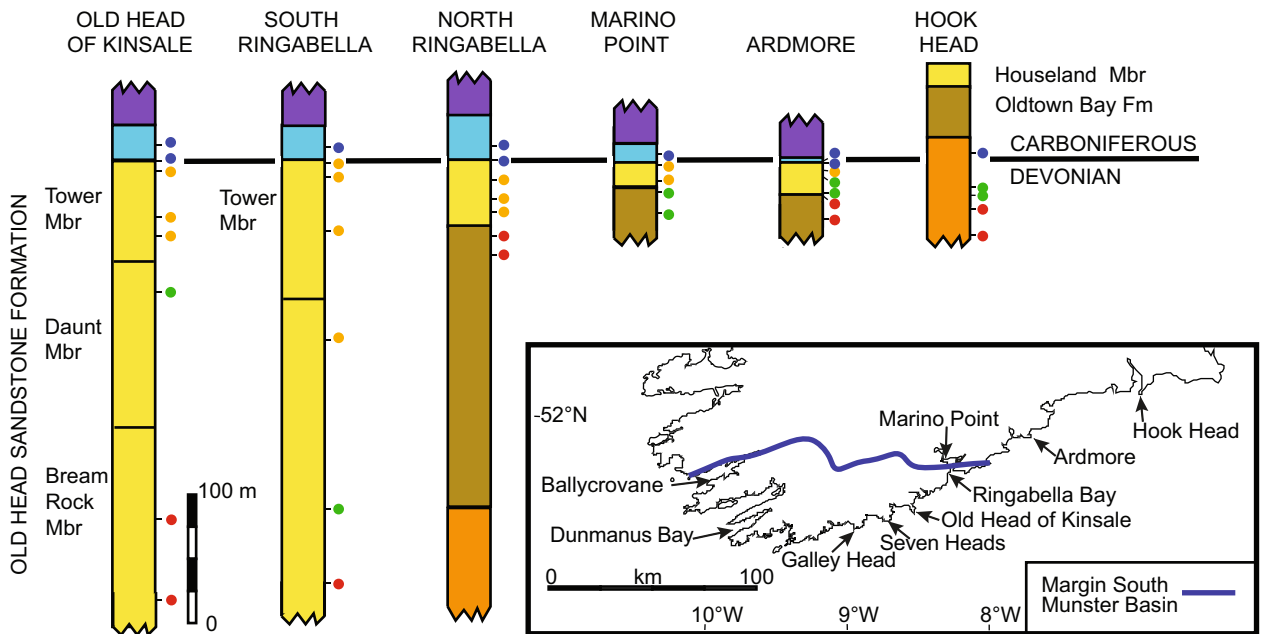 OLD HEAD
OF KINSALE
SOUTH
RINGABELLA
NORTH
RINGABELLA
MARINO
POINT
ARDMORE
HOOK
HEAD
Houseland Mbr
Oldtown Bay Fm
CARBONIFEROUS
DEVONIAN
OLD HEAD SANDSTONE FORMATION
Tower
Mbr
Tower
Mbr
Daunt
Mbr
Bream
Rock
Mbr
100 m
0
-52°N
Marino Point
Hook Head
Ardmore
Ballycrovane
Ringabella Bay
Old Head of Kinsale
Dunmanus Bay
Seven Heads
Galley Head
0 km 100
Margin South
Munster Basin
10°W 9°W 8°W